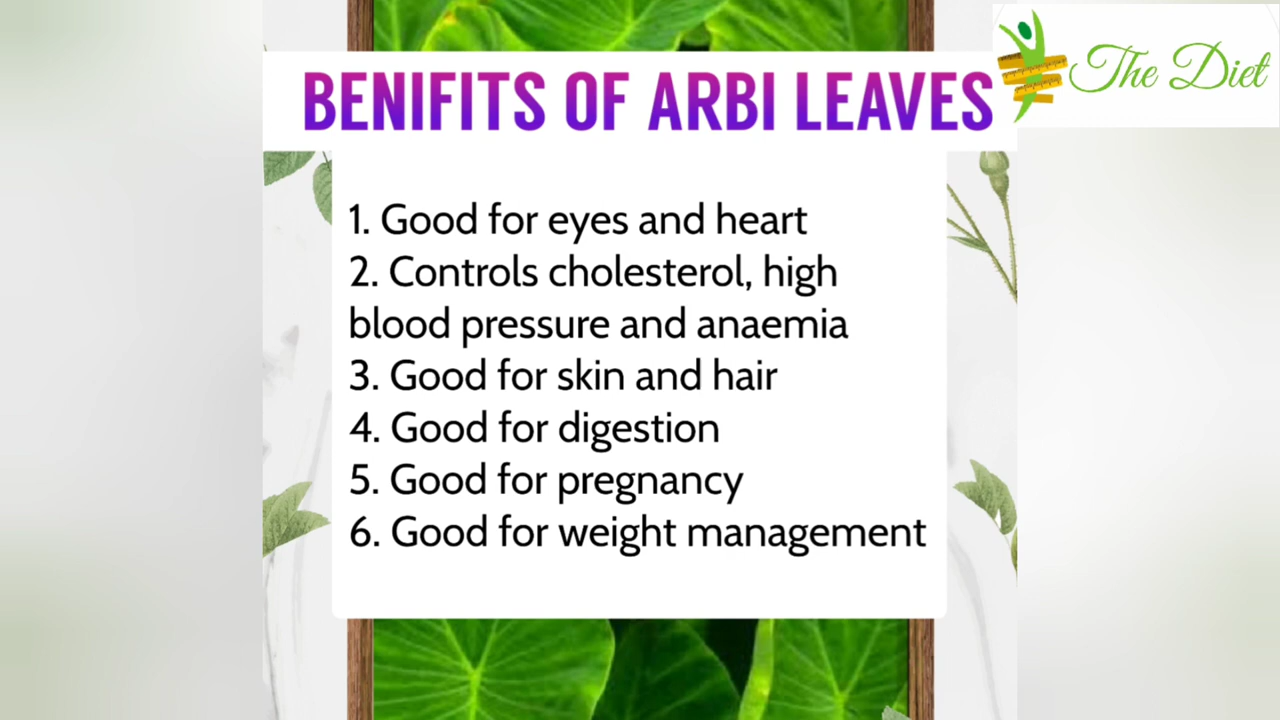 BENIFITS OF ARBI LEAVES
The Diet
1. Good for eyes and heart
2. Controls cholesterol, high
blood pressure and anaemia
3. Good for skin and hair
4. Good for digestion
5. Good for pregnancy
6. Good for weight management